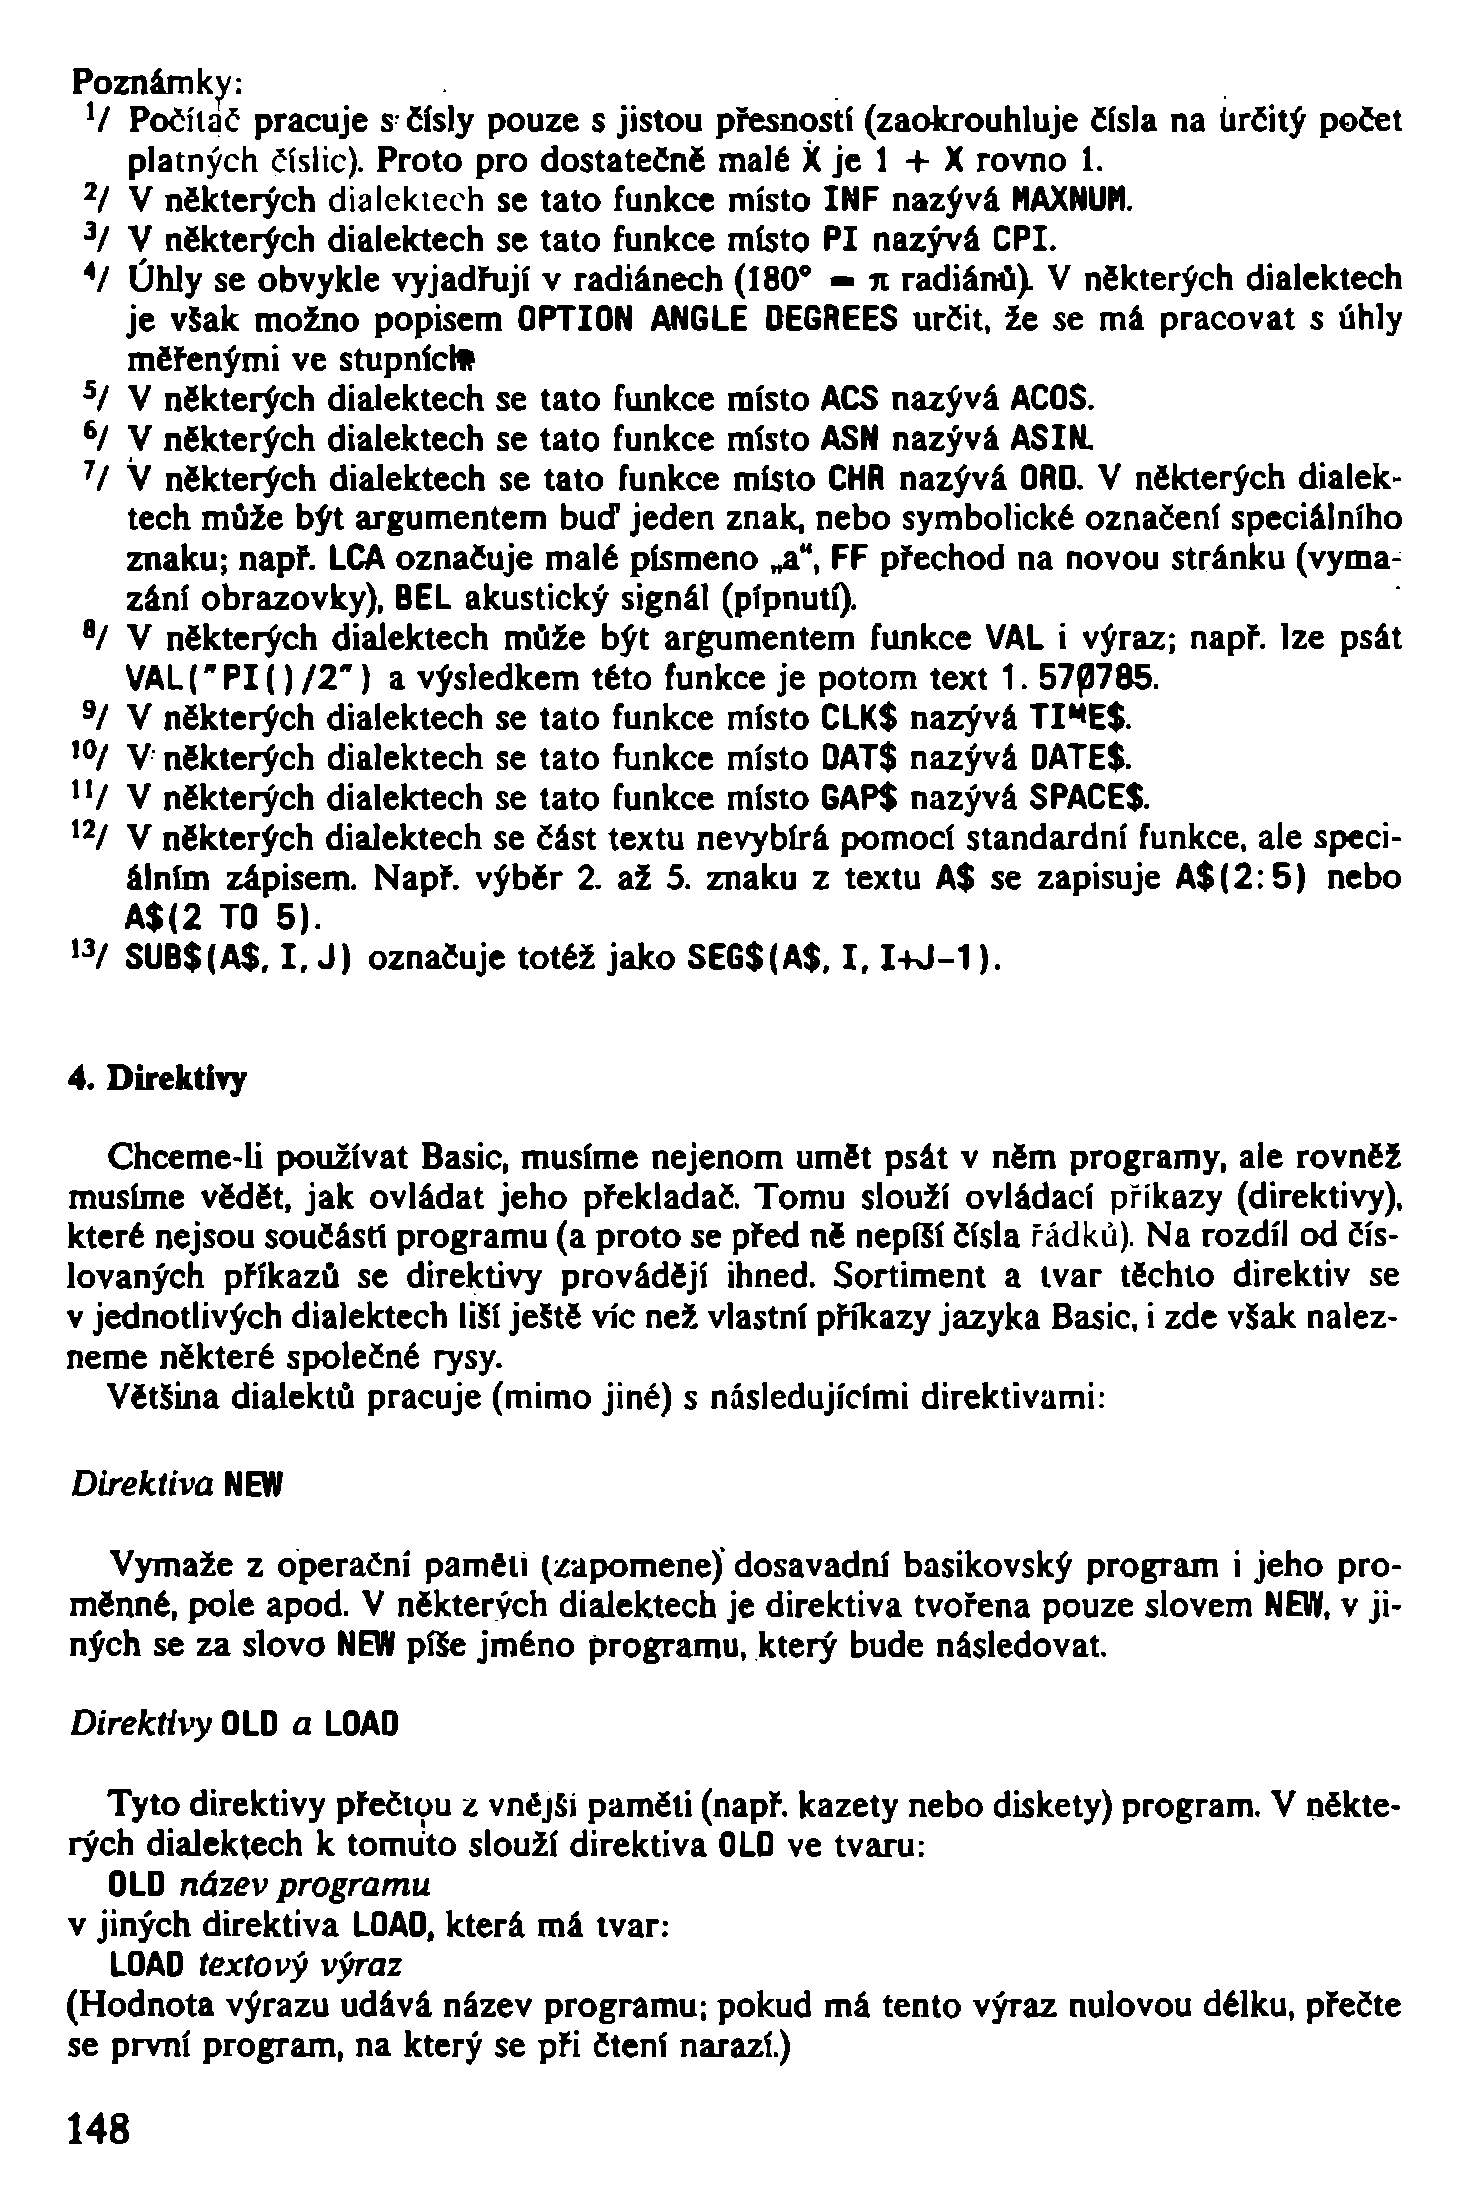 Poznámky:
¹/ Počítač pracuje s čísly pouze s jistou přesností (zaokrouhluje čísla na určitý počet
platných číslic). Proto pro dostatečně malé X je 1 + X rovno 1.
²/ V některých dialektech se tato funkce místo INF nazývá MAXNUM.
³/ V některých dialektech se tato funkce místo PI nazývá CPI.
⁴/ Úhly se obvykle vyjadřují v radiánech (180° = π radiánů). V některých dialektech
je však možno popisem OPTION ANGLE DEGREES určit, že se má pracovat s úhly
měřenými ve stupních
⁵/ V některých dialektech se tato funkce místo ACS nazývá ACOS.
⁶/ V některých dialektech se tato funkce místo ASN nazývá ASIN.
⁷/ V některých dialektech se tato funkce místo CHR nazývá ORD. V některých dialek-
tech může být argumentem buď jeden znak, nebo symbolické označení speciálního
znaku; např. LCA označuje malé písmeno „a“, FF přechod na novou stránku (vyma-
zání obrazovky), BEL akustický signál (pípnutí).
⁸/ V některých dialektech může být argumentem funkce VAL i výraz; např. lze psát
VAL("PI()/2") a výsledkem této funkce je potom text 1.570785.
⁹/ V některých dialektech se tato funkce místo CLK$ nazývá TIME$.
¹⁰/ V některých dialektech se tato funkce místo DAT$ nazývá DATE$.
¹¹/ V některých dialektech se tato funkce místo GAP$ nazývá SPACE$.
¹²/ V některých dialektech se část textu nevybírá pomocí standardní funkce, ale speci-
álním zápisem. Např. výběr 2. až 5. znaku z textu A$ se zapisuje A$(2:5) nebo
A$(2 TO 5).
¹³/ SUB$(A$, I, J) označuje totéž jako SEG$(A$, I, I+J-1).
4. Direktivy
Chceme-li používat Basic, musíme nejenom umět psát v něm programy, ale rovněž
musíme vědět, jak ovládat jeho překladač. Tomu slouží ovládací příkazy (direktivy),
které nejsou součástí programu (a proto se před ně nepíší čísla řádků). Na rozdíl od čís-
lovaných příkazů se direktivy provádějí ihned. Sortiment a tvar těchto direktiv se
v jednotlivých dialektech liší ještě víc než vlastní příkazy jazyka Basic, i zde však nalez-
neme některé společné rysy.
Většina dialektů pracuje (mimo jiné) s následujícími direktivami:
Direktiva NEW
Vymaže z operační paměti (zapomene) dosavadní basikovský program i jeho pro-
měnné, pole apod. V některých dialektech je direktiva tvořena pouze slovem NEW, v ji-
ných se za slovo NEW píše jméno programu, který bude následovat.
Direktivy OLD a LOAD
Tyto direktivy přečtou z vnější paměti (např. kazety nebo diskety) program. V někte-
rých dialektech k tomuto slouží direktiva OLD ve tvaru:
OLD název programu
v jiných direktiva LOAD, která má tvar:
LOAD textový výraz
(Hodnota výrazu udává název programu; pokud má tento výraz nulovou délku, přečte
se první program, na který se při čtení narazí.)
148